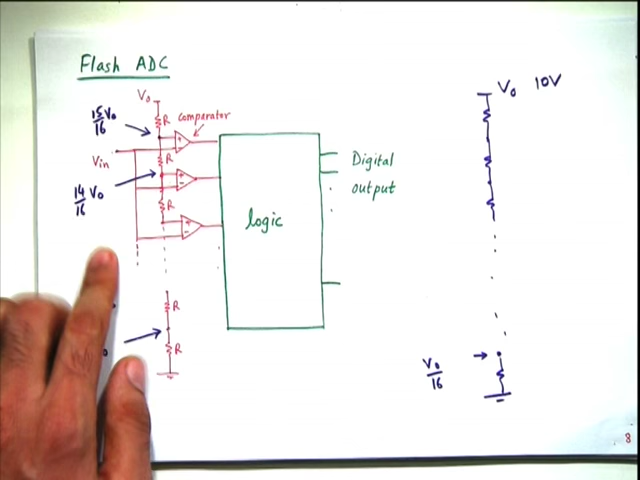 Flash ADC
V₀
15/16 V₀
R
Comparator
+
-
Vin
R
14/16 V₀
+
-
R
+
-
logic
Digital
output
R
R
V₀ 10V
V₀/16
8